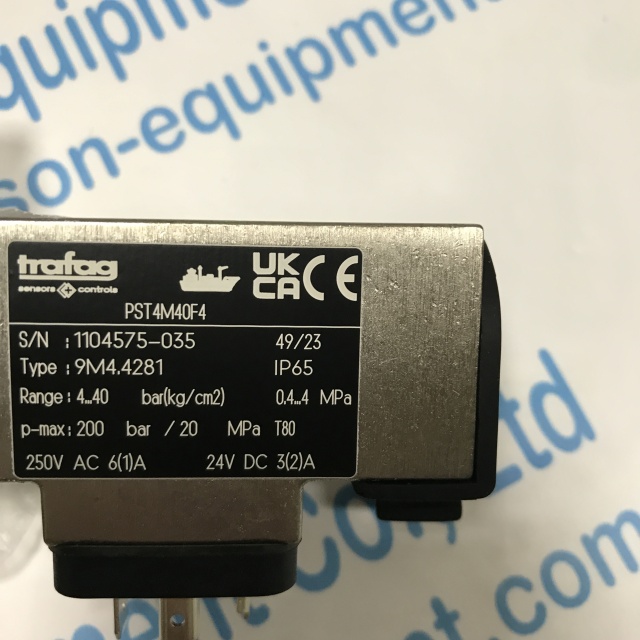 equipment
son-equipment
trafag
sensors controls
UK
CA CE
PST4M40F4
S/N : 1104575-035 49/23
Type : 9M4.4281 IP65
Range: 4...40 bar(kg/cm2) 0.4...4 MPa
p-max: 200 bar / 20 MPa T80
250V AC 6(1)A 24V DC 3(2)A
Ltd